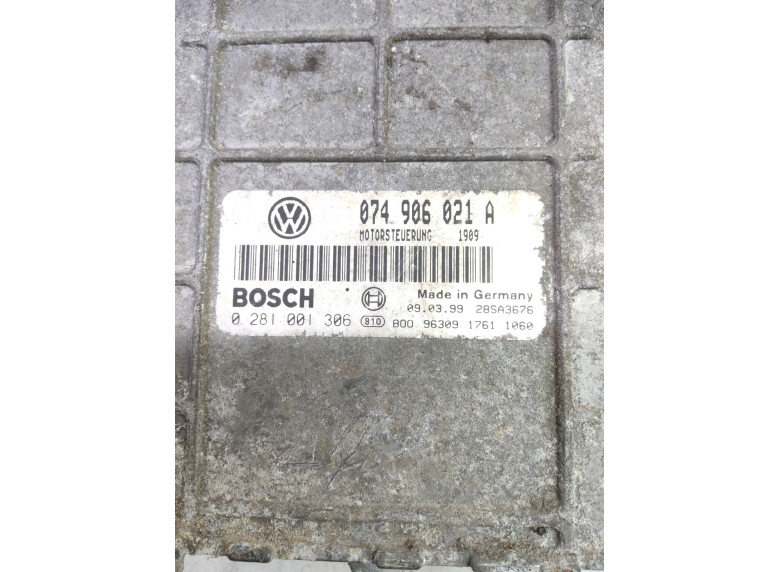 074 906 021 A
MOTORSTEUERUNG 1909
BOSCH
Made in Germany
09.03.99 28SA3676
0 281 001 306 810 800 96309 1761 1060